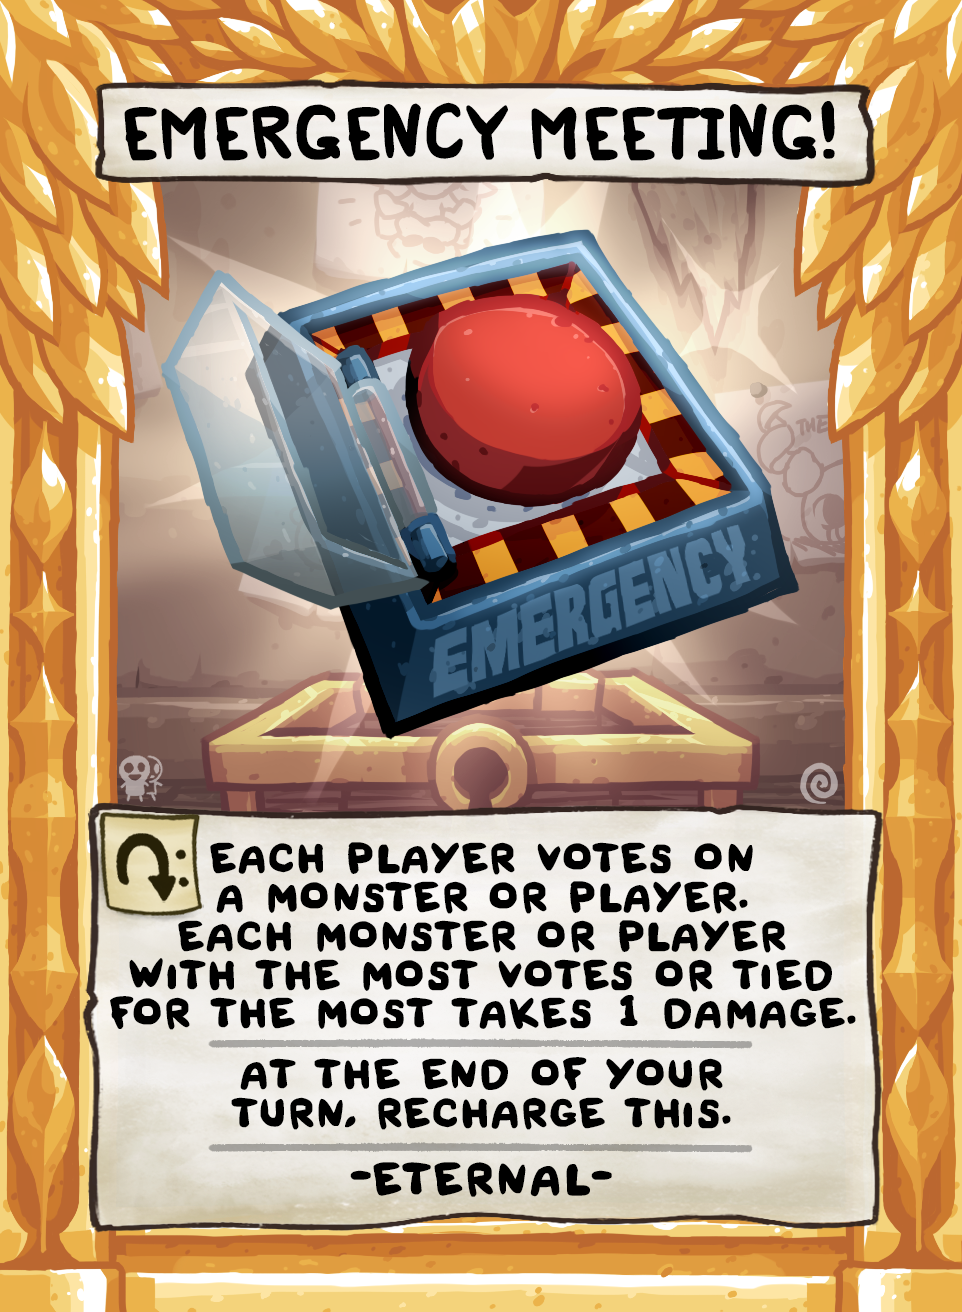 EMERGENCY MEETING!
THE
EMERGENCY
EACH PLAYER VOTES ON
A MONSTER OR PLAYER.
EACH MONSTER OR PLAYER
WITH THE MOST VOTES OR TIED
FOR THE MOST TAKES 1 DAMAGE.
AT THE END OF YOUR
TURN, RECHARGE THIS.
-ETERNAL-